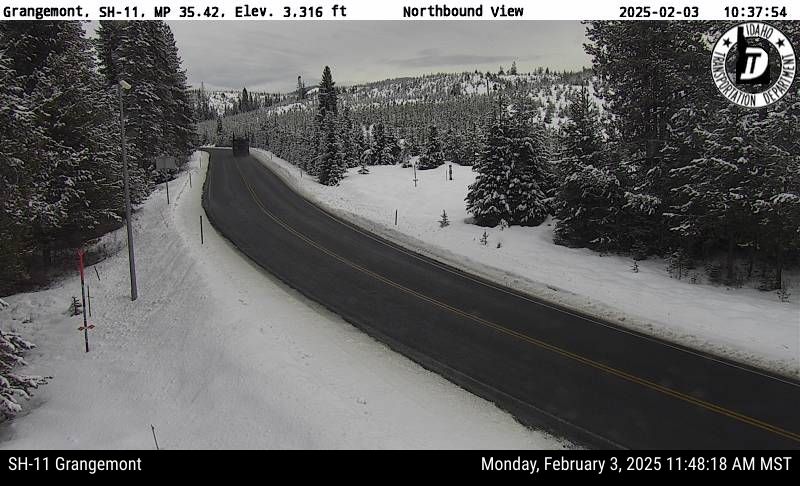 Grangemont, SH-11, MP 35.42, Elev. 3,316 ft Northbound View 2025-02-03 10:37:54
IDAHO
TRANSPORTATION DEPARTMENT
SH-11 Grangemont Monday, February 3, 2025 11:48:18 AM MST